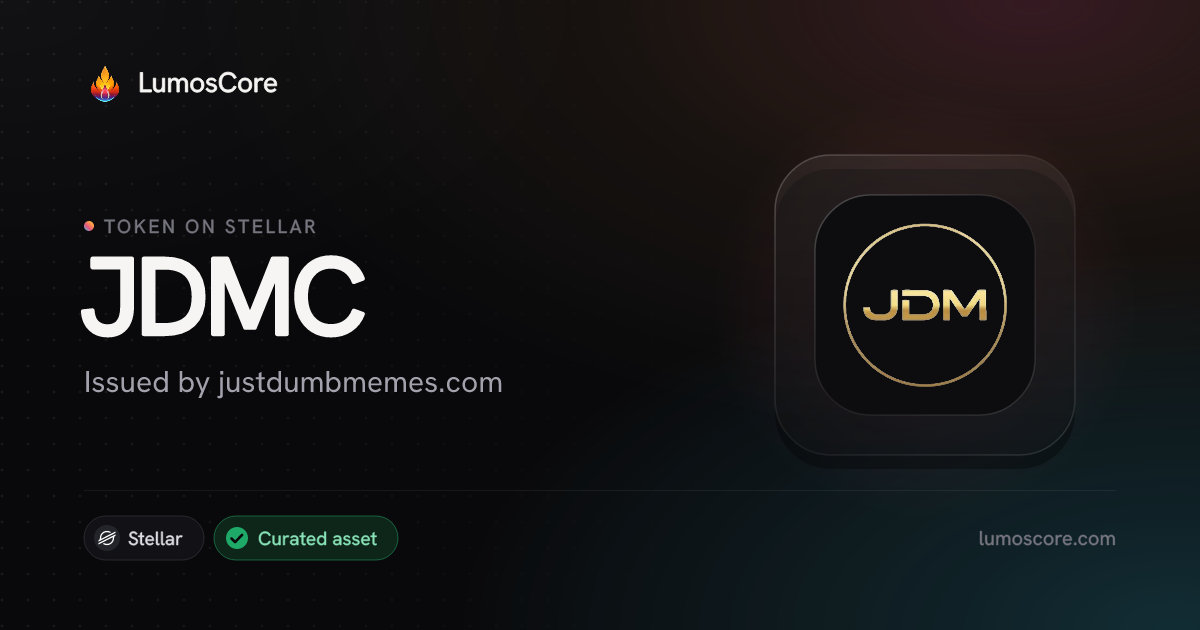 LumosCore
TOKEN ON STELLAR
JDMC
Issued by justdumbmemes.com
JDM
Stellar
Curated asset
lumoscore.com